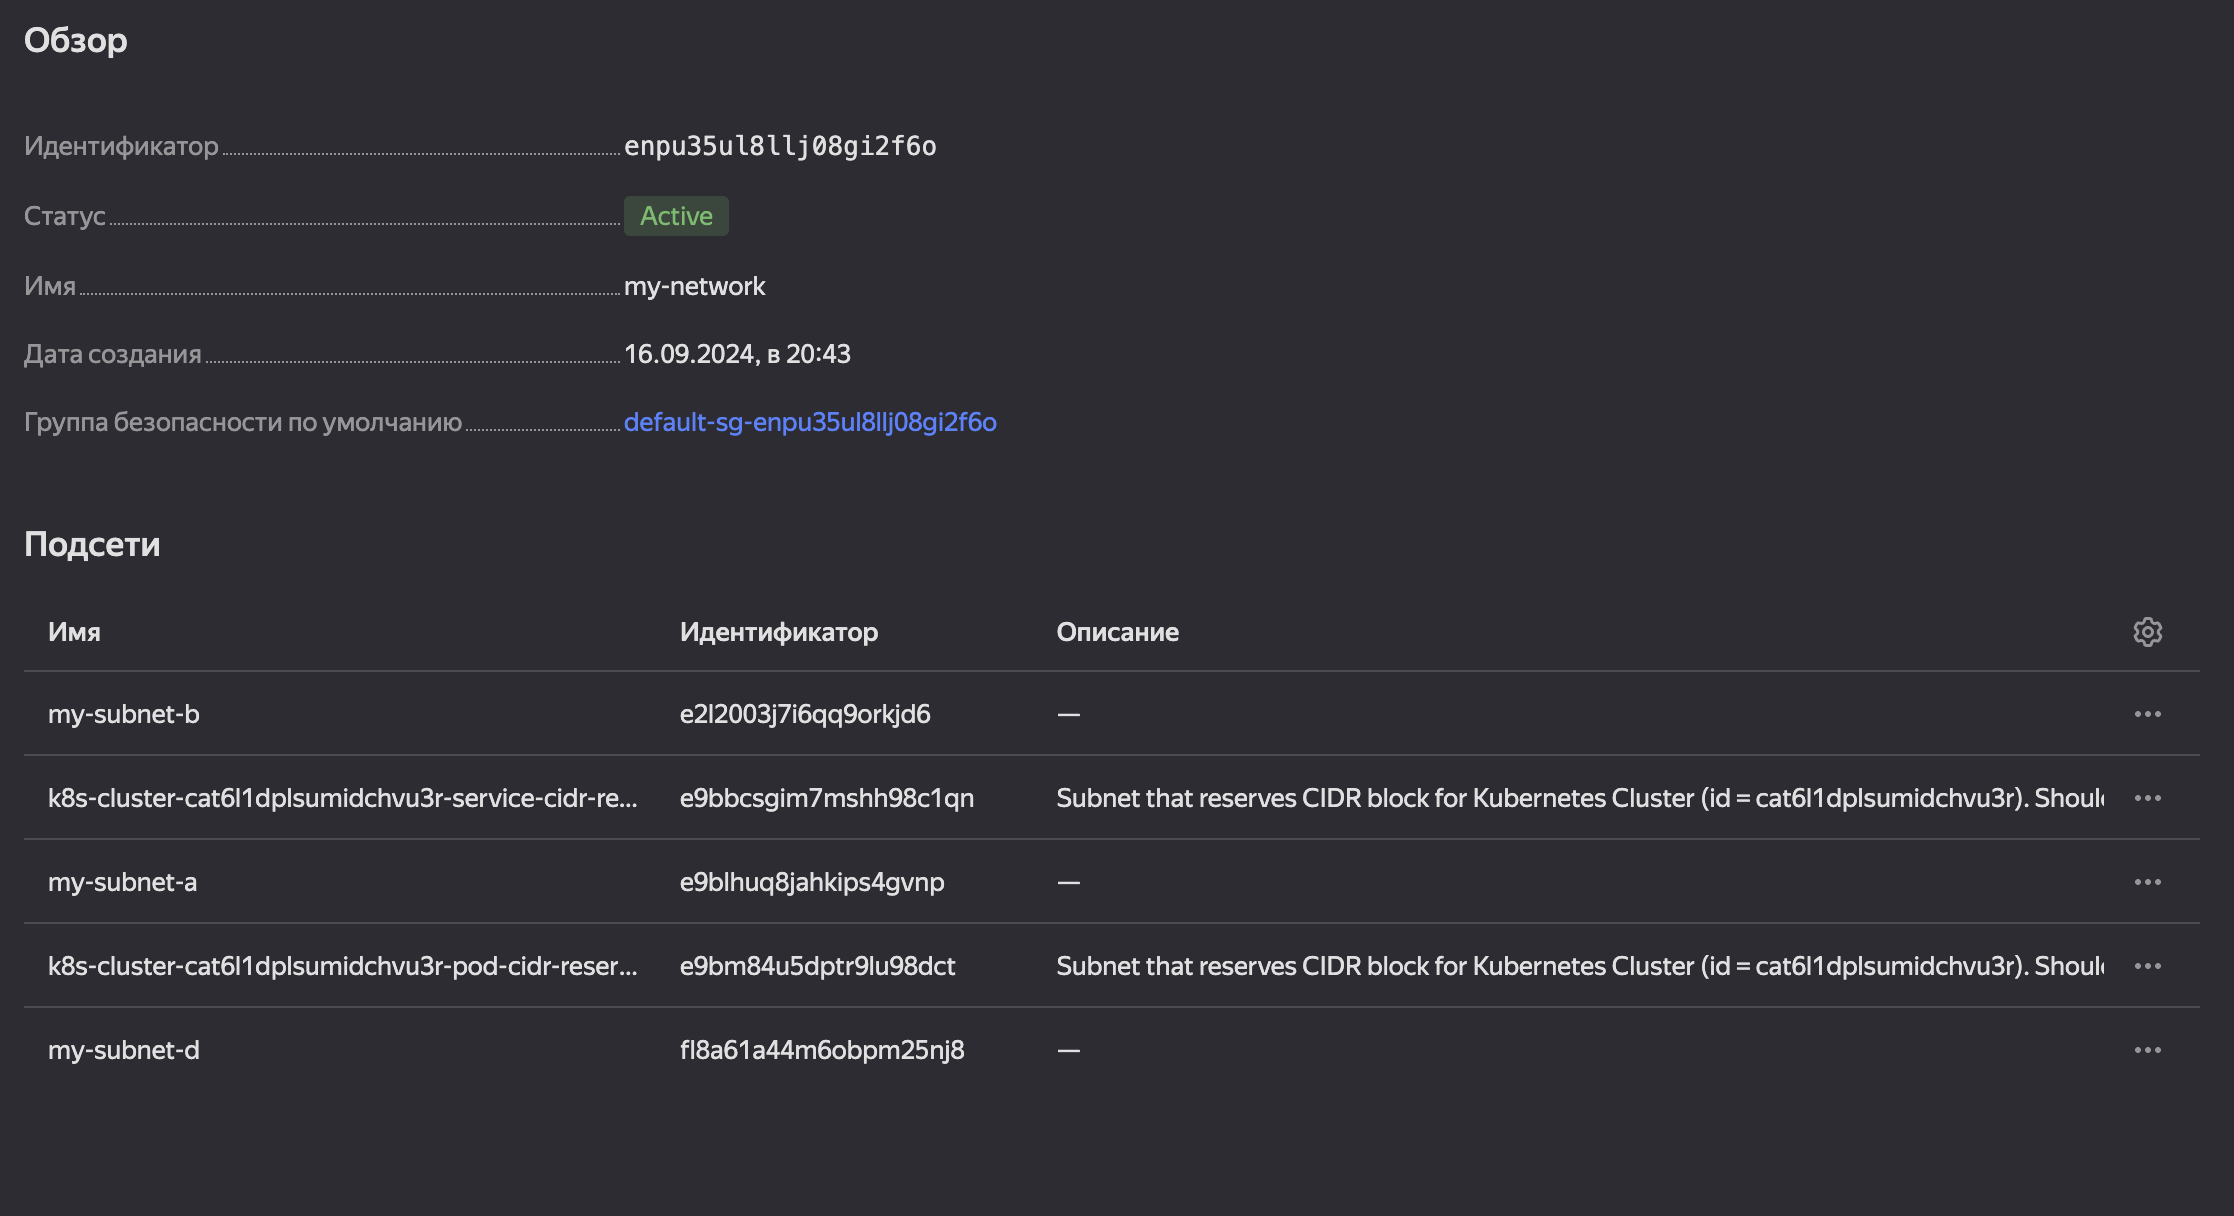 Обзор
Идентификатор enpu35ul8llj08gi2f6o
Статус Active
Имя my-network
Дата создания 16.09.2024, в 20:43
Группа безопасности по умолчанию default-sg-enpu35ul8llj08gi2f6o
Подсети
Имя Идентификатор Описание
my-subnet-b e2l2003j7i6qq9orkjd6 —
k8s-cluster-cat6l1dplsumidchvu3r-service-cidr-re... e9bbcsgim7mshh98c1qn Subnet that reserves CIDR block for Kubernetes Cluster (id = cat6l1dplsumidchvu3r). Shoul
my-subnet-a e9blhuq8jahkips4gvnp —
k8s-cluster-cat6l1dplsumidchvu3r-pod-cidr-reser... e9bm84u5dptr9lu98dct Subnet that reserves CIDR block for Kubernetes Cluster (id = cat6l1dplsumidchvu3r). Shoul
my-subnet-d fl8a61a44m6obpm25nj8 —